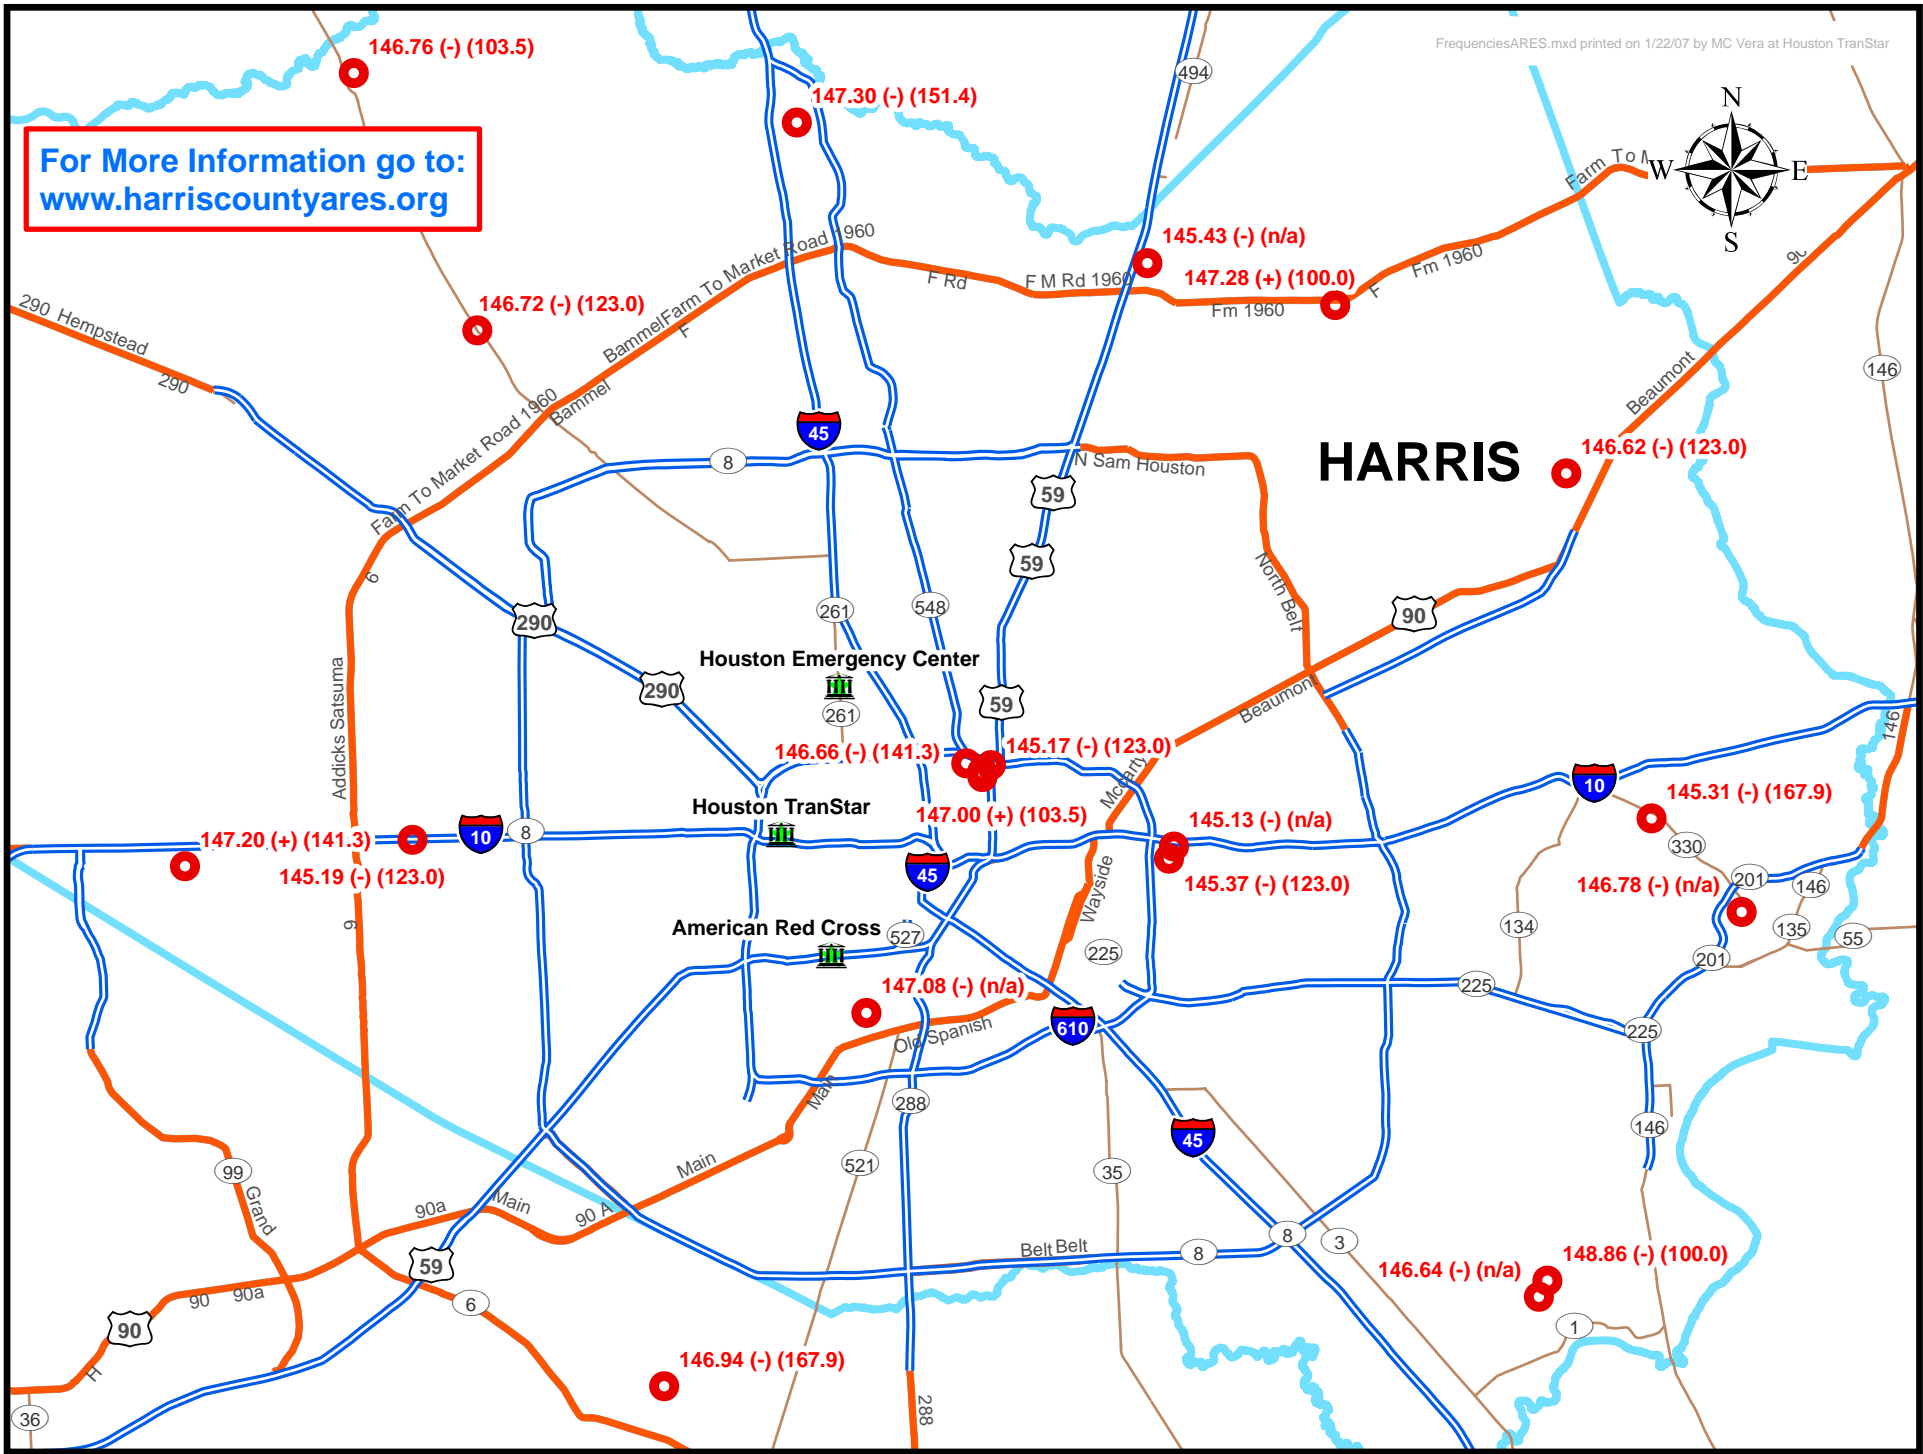 146.76 (-) (103.5)
FrequenciesARES.mxd printed on 1/22/07 by MC Vera at Houston TranStar
494
147.30 (-) (151.4)
N
For More Information go to:
www.harriscountyares.org
Farm To M
W
E
S
145.43 (-) (n/a)
Farm To Market Road 1960
F Rd
F M Rd 1960
147.28 (+) (100.0)
Fm 1960
F
Fm 1960
290 Hempstead
146.72 (-) (123.0)
Bammel
F
290
Bammel
146
Beaumont
Farm To Market Road 1960
45
HARRIS
146.62 (-) (123.0)
8
N Sam Houston
59
59
6
North Belt
261
548
90
290
Houston Emergency Center
290
59
261
Beaumont
Addicks Satsuma
146
146.66 (-) (141.3)
145.17 (-) (123.0)
Mccarty
10
145.31 (-) (167.9)
Houston TranStar
147.00 (+) (103.5)
145.13 (-) (n/a)
147.20 (+) (141.3)
10
8
330
145.19 (-) (123.0)
45
145.37 (-) (123.0)
146.78 (-) (n/a)
201
146
Wayside
6
American Red Cross
527
225
134
135
55
201
147.08 (-) (n/a)
225
Old Spanish
610
225
Main
288
146
45
99
Main
521
35
Grand
90a
Main
90 A
8
3
Belt Belt
8
59
148.86 (-) (100.0)
146.64 (-) (n/a)
90 90a
6
90
1
146.94 (-) (167.9)
H
288
36